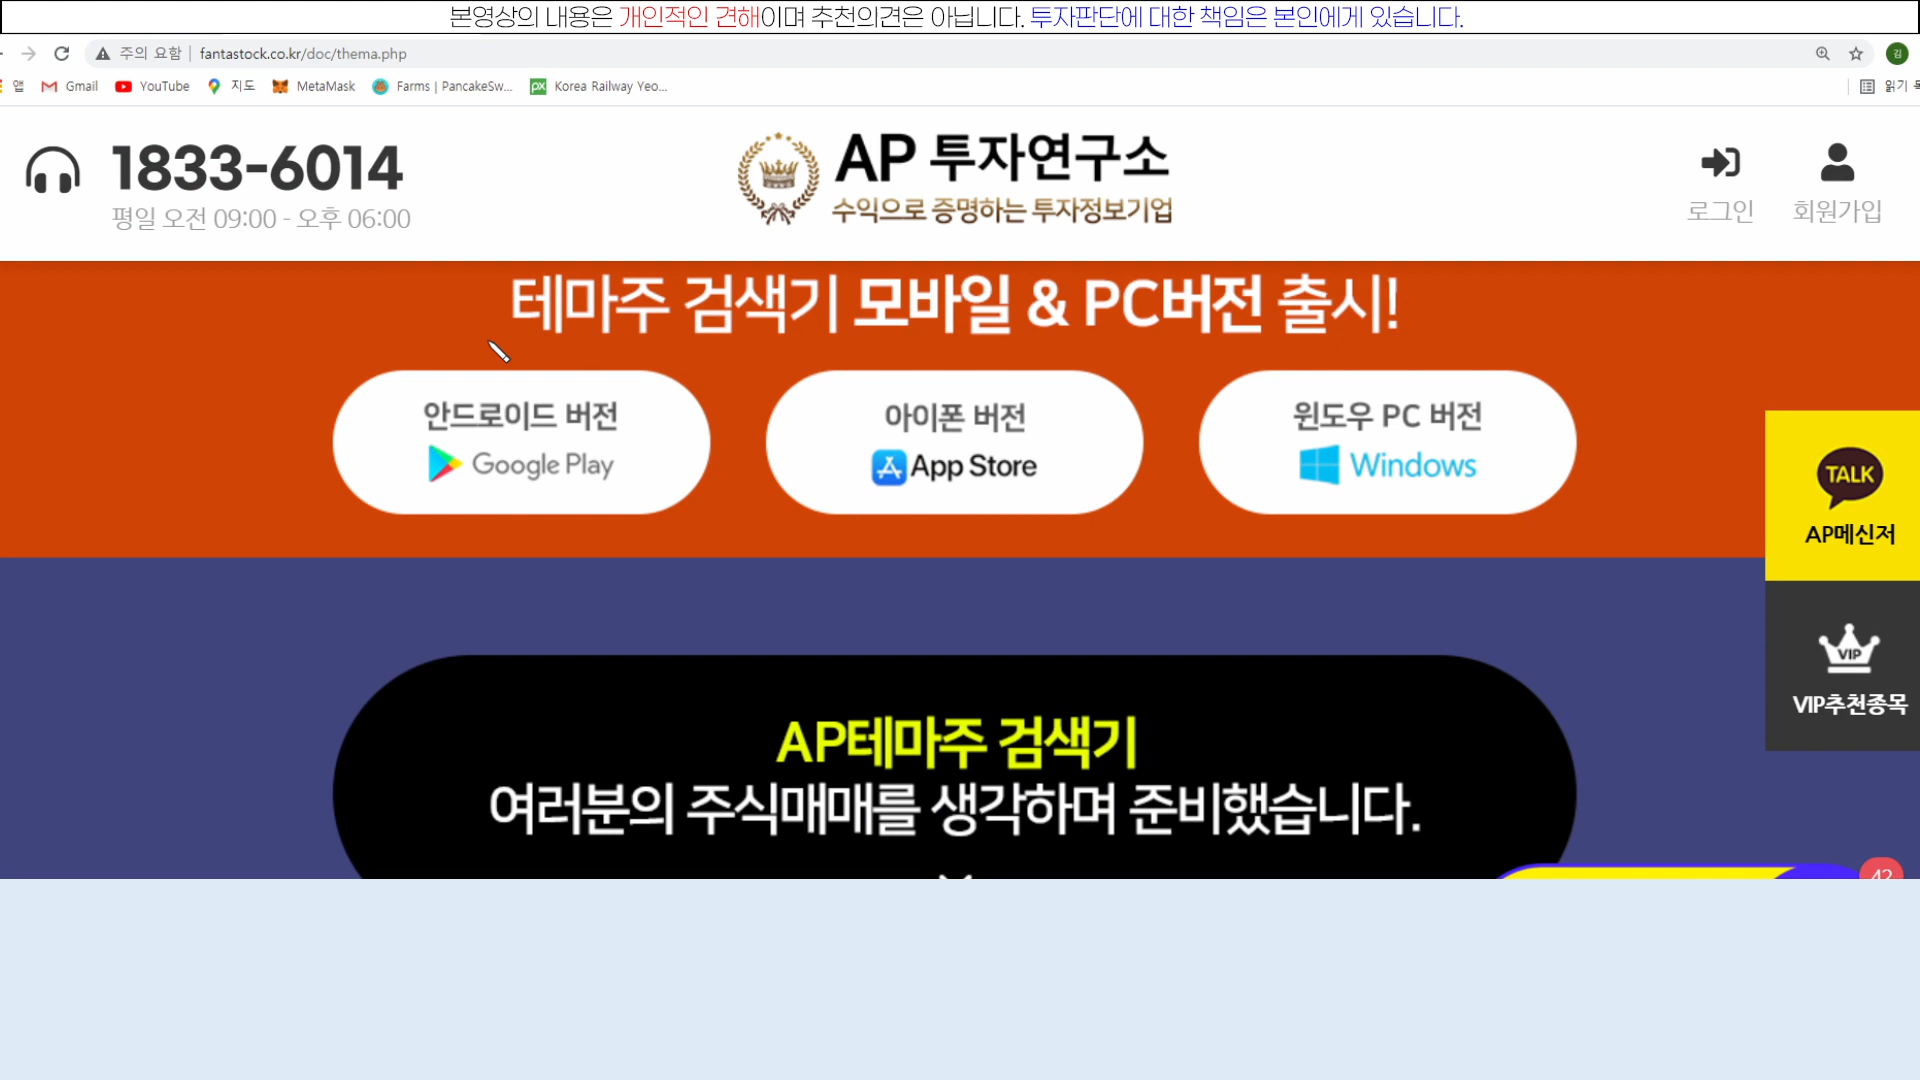 본영상의 내용은 개인적인 견해이며 추천의견은 아닙니다. 투자판단에 대한 책임은 본인에게 있습니다.
주의 요함 | fantastock.co.kr/doc/thema.php
김
앱 Gmail YouTube 지도 MetaMask Farms | PancakeSw... px Korea Railway Yeo... 읽기
1833-6014
평일 오전 09:00 - 오후 06:00
AP 투자연구소
수익으로 증명하는 투자정보기업
로그인 회원가입
테마주 검색기 모바일 & PC버전 출시!
안드로이드 버전
Google Play
아이폰 버전
App Store
윈도우 PC 버전
Windows
TALK
AP메신저
VIP
VIP추천종목
AP테마주 검색기
여러분의 주식매매를 생각하며 준비했습니다.
42